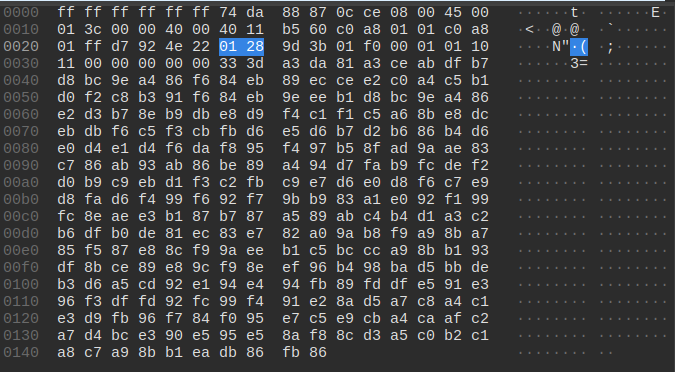 0000 ff ff ff ff ff ff 74 da 88 87 0c ce 08 00 45 00 ······t· ······E·
0010 01 3c 00 00 40 00 40 11 b5 60 c0 a8 01 01 c0 a8 ·<··@·@· ·`······
0020 01 ff d7 92 4e 22 01 28 9d 3b 01 f0 00 01 01 10 ····N"·( ·;······
0030 11 00 00 00 00 00 33 3d a3 da 81 a3 ce ab df b7 ······3= ········
0040 d8 bc 9e a4 86 f6 84 eb 89 ec ce e2 c0 a4 c5 b1 ········ ········
0050 d0 f2 c8 b3 91 f6 84 eb 9e ee b1 d8 bc 9e a4 86 ········ ········
0060 e2 d3 b7 8e b9 db e8 d9 f4 c1 f1 c5 a6 8b e8 dc ········ ········
0070 eb db f6 c5 f3 cb fb d6 e5 d6 b7 d2 b6 86 b4 d6 ········ ········
0080 e0 d4 e1 d4 f6 da f8 95 f4 97 b5 8f ad 9a ae 83 ········ ········
0090 c7 86 ab 93 ab 86 be 89 a4 94 d7 fa b9 fc de f2 ········ ········
00a0 d0 b9 c9 eb d1 f3 c2 fb c9 e7 d6 e0 d8 f6 c7 e9 ········ ········
00b0 d8 fa d6 f4 99 f6 92 f7 9b b9 83 a1 e0 92 f1 99 ········ ········
00c0 fc 8e ae e3 b1 87 b7 87 a5 89 ab c4 b4 d1 a3 c2 ········ ········
00d0 b6 df b0 de 81 ec 83 e7 82 a0 9a b8 f9 a9 8b a7 ········ ········
00e0 85 f5 87 e8 8c f9 9a ee b1 c5 bc cc a9 8b b1 93 ········ ········
00f0 df 8b ce 89 e8 9c f9 8e ef 96 b4 98 ba d5 bb de ········ ········
0100 b3 d6 a5 cd 92 e1 94 e4 94 fb 89 fd df e5 91 e3 ········ ········
0110 96 f3 df fd 92 fc 99 f4 91 e2 8a d5 a7 c8 a4 c1 ········ ········
0120 e3 d9 fb 96 f7 84 f0 95 e7 c5 e9 cb a4 ca af c2 ········ ········
0130 a7 d4 bc e3 90 e5 95 e5 8a f8 8c d3 a5 c0 b2 c1 ········ ········
0140 a8 c7 a9 8b b1 ea db 86 fb 86 ········ ··